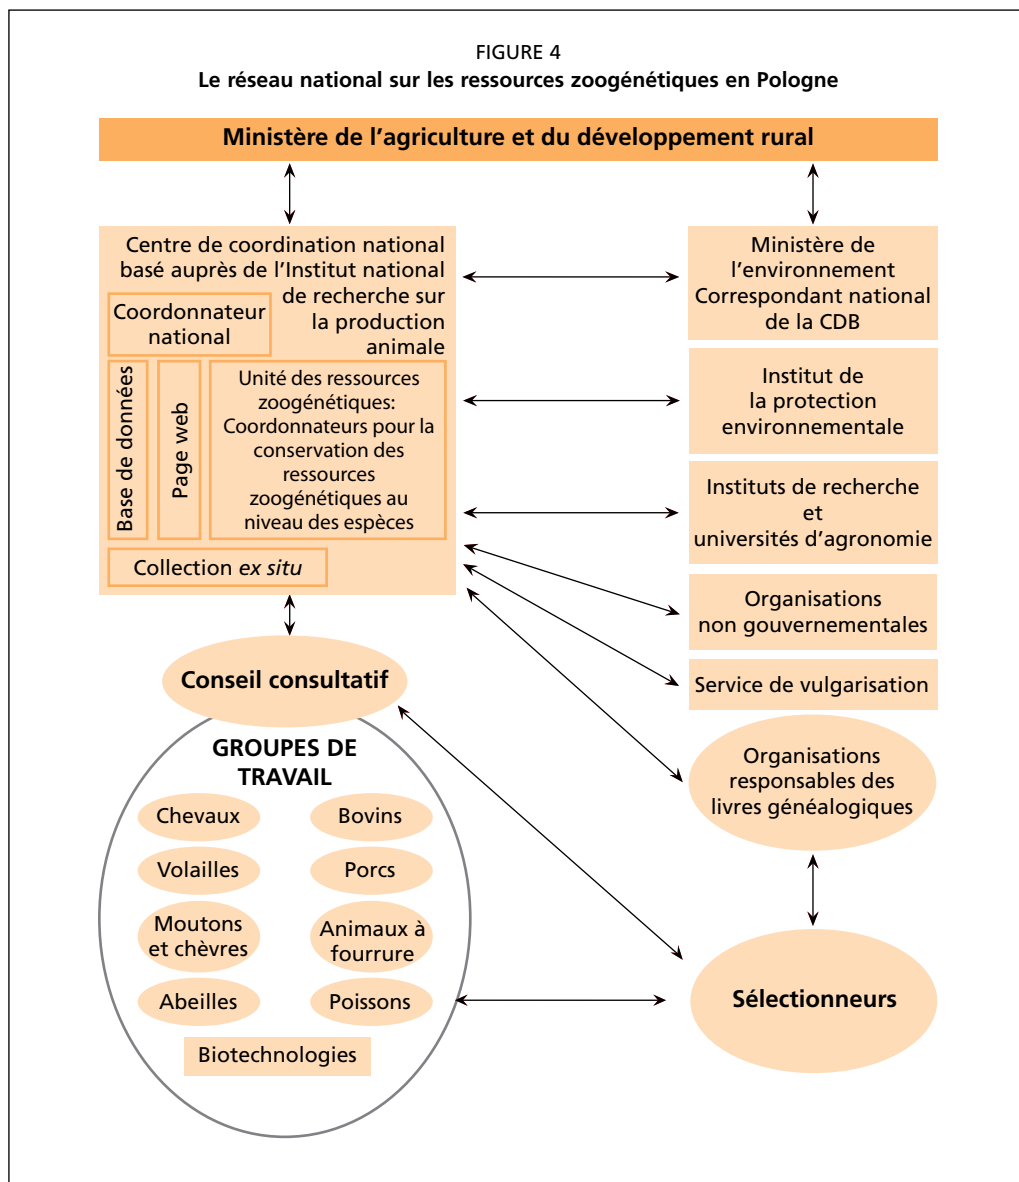 FIGURE 4
Le réseau national sur les ressources zoogénétiques en Pologne
Ministère de l'agriculture et du développement rural
Centre de coordination national
basé auprès de l'Institut national
de recherche sur
la production
animale
Coordonnateur
national
Base de données
Page web
Unité des ressources
zoogénétiques:
Coordonnateurs pour la
conservation des
ressources
zoogénétiques au
niveau des espèces
Collection ex situ
Ministère de
l'environnement
Correspondant national
de la CDB
Institut de
la protection
environnementale
Instituts de recherche
et
universités d'agronomie
Organisations
non gouvernementales
Service de vulgarisation
Organisations
responsables des
livres généalogiques
Sélectionneurs
Conseil consultatif
GROUPES DE
TRAVAIL
Chevaux
Bovins
Volailles
Porcs
Moutons
et chèvres
Animaux à
fourrure
Abeilles
Poissons
Biotechnologies